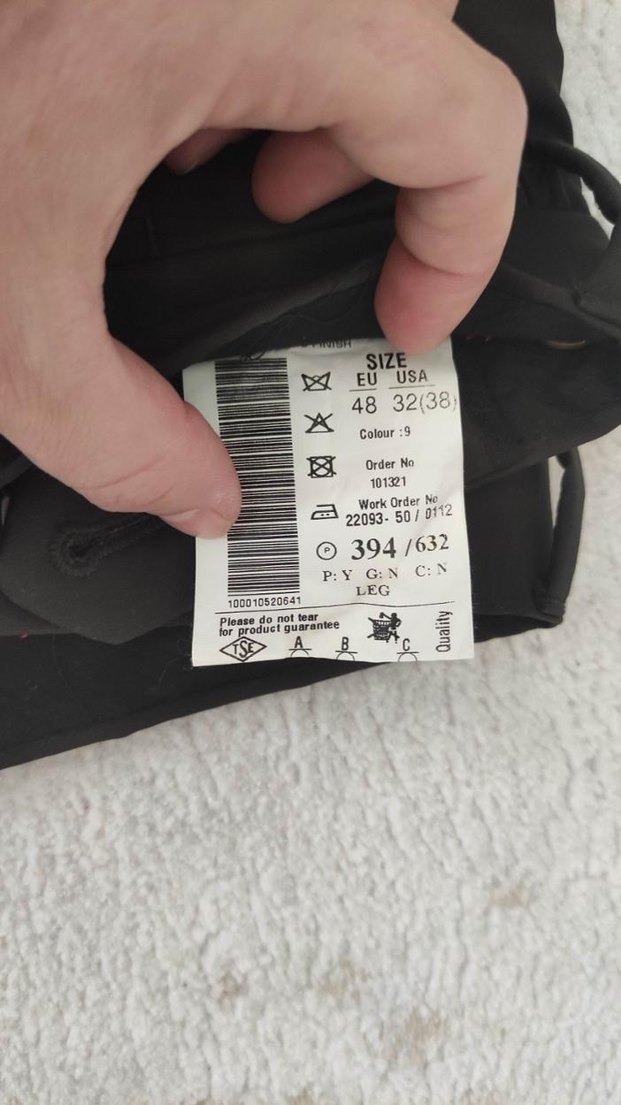 FINISH
SIZE
EU USA
48 32(38)
Colour :9
Order No
101321
Work Order No
22093- 50 / 0112
P
394 /632
P: Y G: N C: N
LEG
100010520641
Please do not tear
for product guarantee
TSE
A B C
Quality